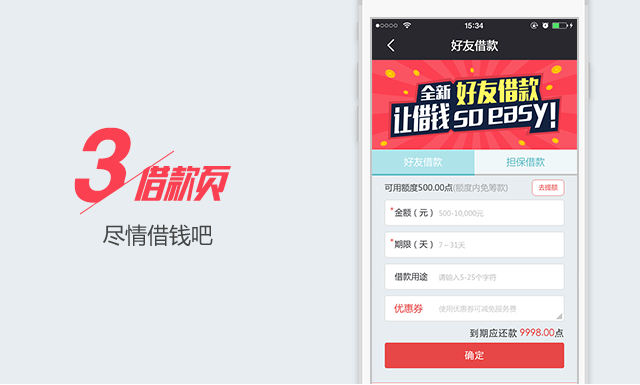 3 借款页
尽情借钱吧
15:34
好友借款
全新 好友借款
让借钱 so easy!
好友借款 担保借款
可用额度500.00点(额度内免筹款) 去提额
*金额（元） 500-10,000元
*期限（天） 7～31天
借款用途 请输入5-25个字符
优惠券 使用优惠券可减免服务费
到期应还款 9998.00点
确定